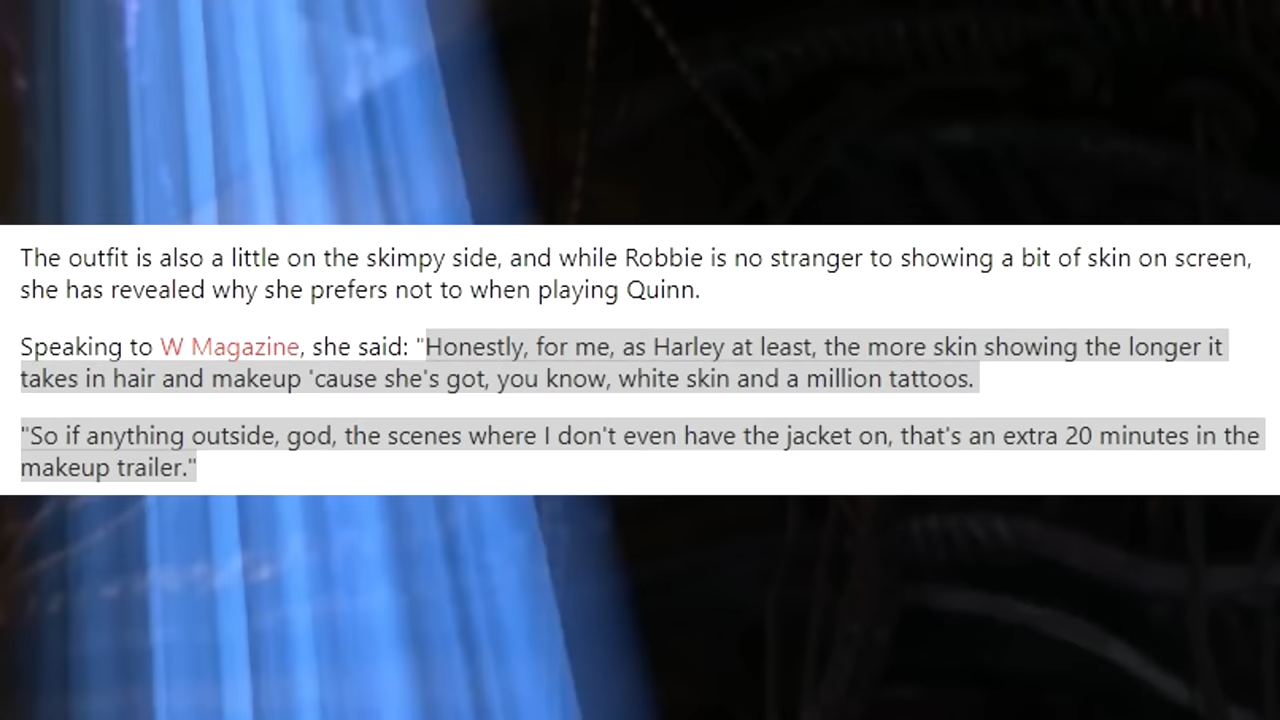 The outfit is also a little on the skimpy side, and while Robbie is no stranger to showing a bit of skin on screen,
she has revealed why she prefers not to when playing Quinn.
Speaking to W Magazine, she said: "Honestly, for me, as Harley at least, the more skin showing the longer it
takes in hair and makeup 'cause she's got, you know, white skin and a million tattoos.
"So if anything outside, god, the scenes where I don't even have the jacket on, that's an extra 20 minutes in the
makeup trailer."